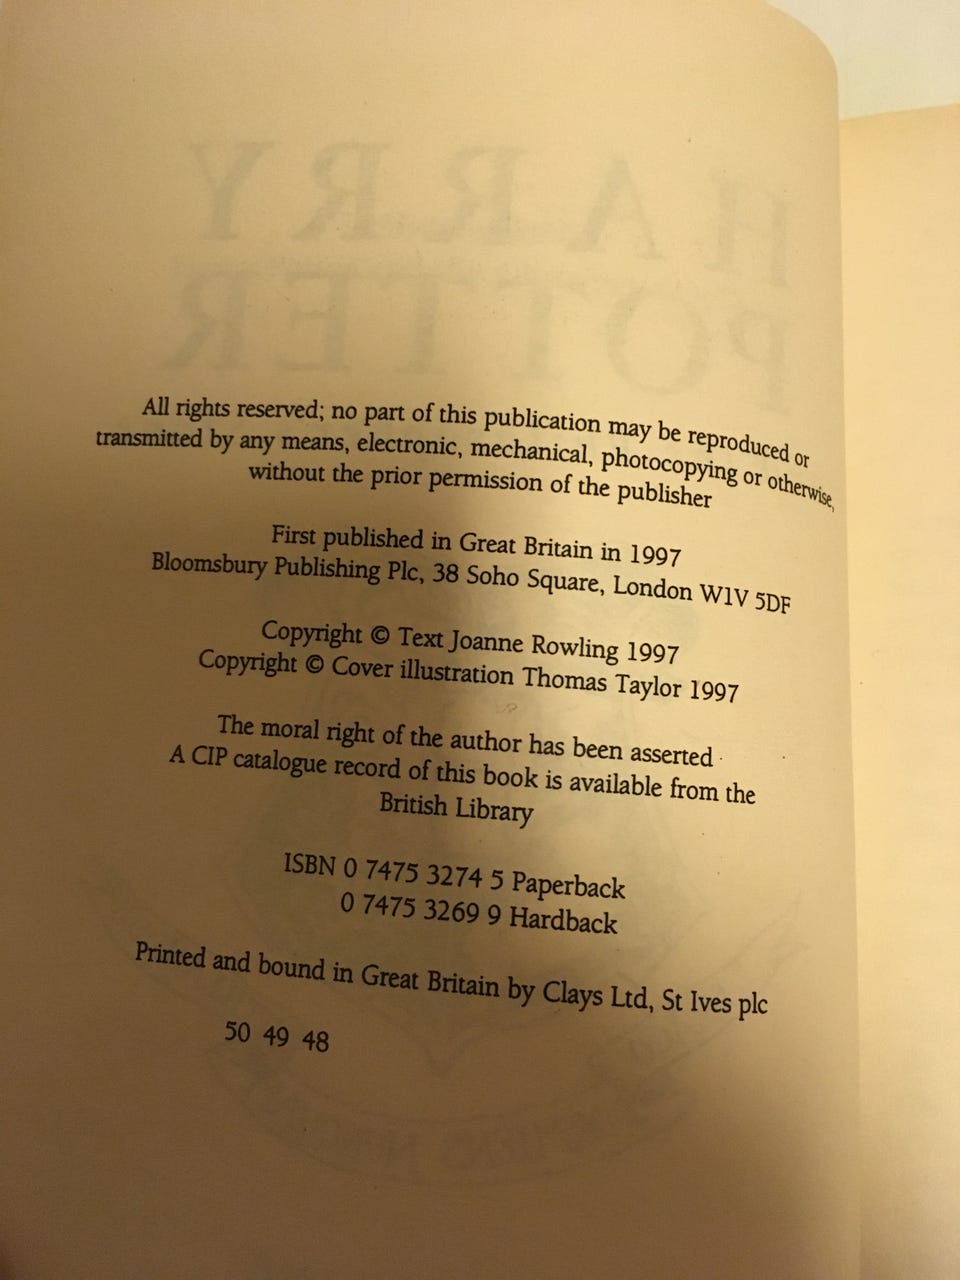 All rights reserved; no part of this publication may be reproduced or
transmitted by any means, electronic, mechanical, photocopying or otherwise,
without the prior permission of the publisher
First published in Great Britain in 1997
Bloomsbury Publishing Plc, 38 Soho Square, London W1V 5DF
Copyright © Text Joanne Rowling 1997
Copyright © Cover illustration Thomas Taylor 1997
The moral right of the author has been asserted
A CIP catalogue record of this book is available from the
British Library
ISBN 0 7475 3274 5 Paperback
0 7475 3269 9 Hardback
Printed and bound in Great Britain by Clays Ltd, St Ives plc
50 49 48
HARRY
POTTER